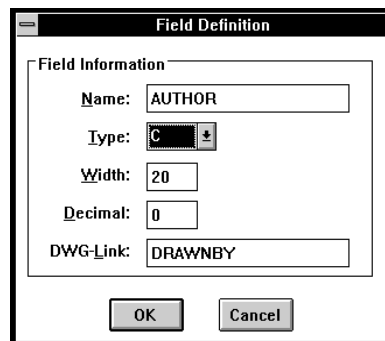 Field Definition
Field Information
Name: AUTHOR
Type: C
Width: 20
Decimal: 0
DWG-Link: DRAWNBY
OK Cancel